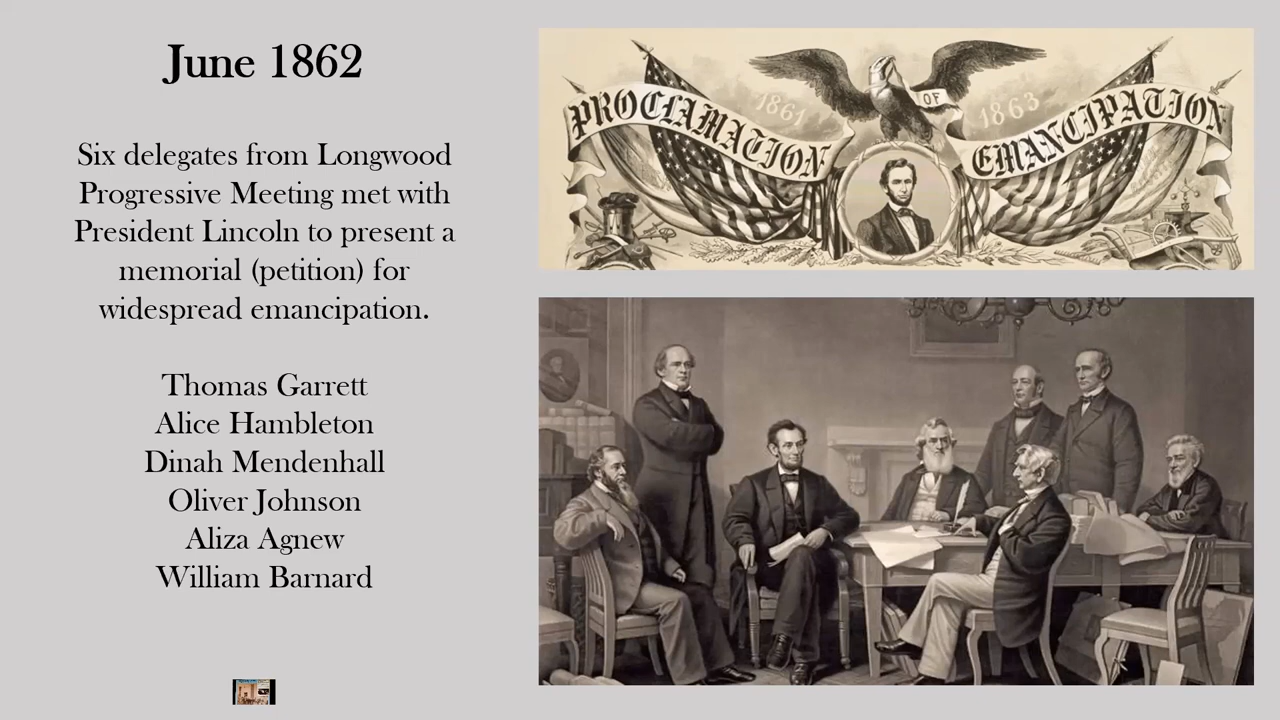 June 1862
Six delegates from Longwood
Progressive Meeting met with
President Lincoln to present a
memorial (petition) for
widespread emancipation.
Thomas Garrett
Alice Hambleton
Dinah Mendenhall
Oliver Johnson
Aliza Agnew
William Barnard
PROCLAMATION OF EMANCIPATION
1861 1863